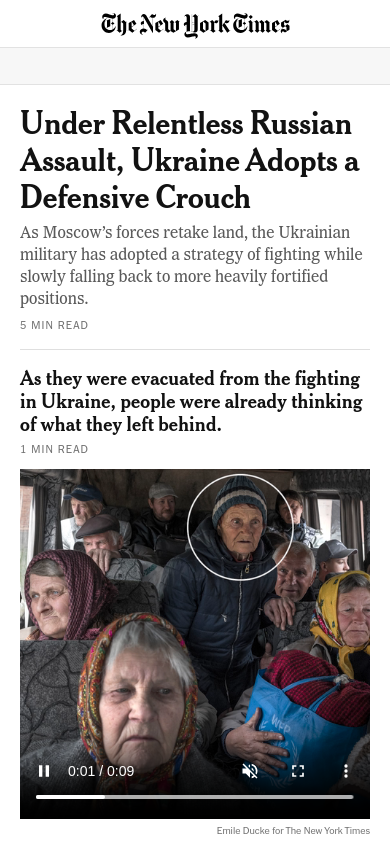 The New York Times
Under Relentless Russian
Assault, Ukraine Adopts a
Defensive Crouch
As Moscow’s forces retake land, the Ukrainian
military has adopted a strategy of fighting while
slowly falling back to more heavily fortified
positions.
5 MIN READ
As they were evacuated from the fighting
in Ukraine, people were already thinking
of what they left behind.
1 MIN READ
0:01 / 0:09
Emile Ducke for The New York Times